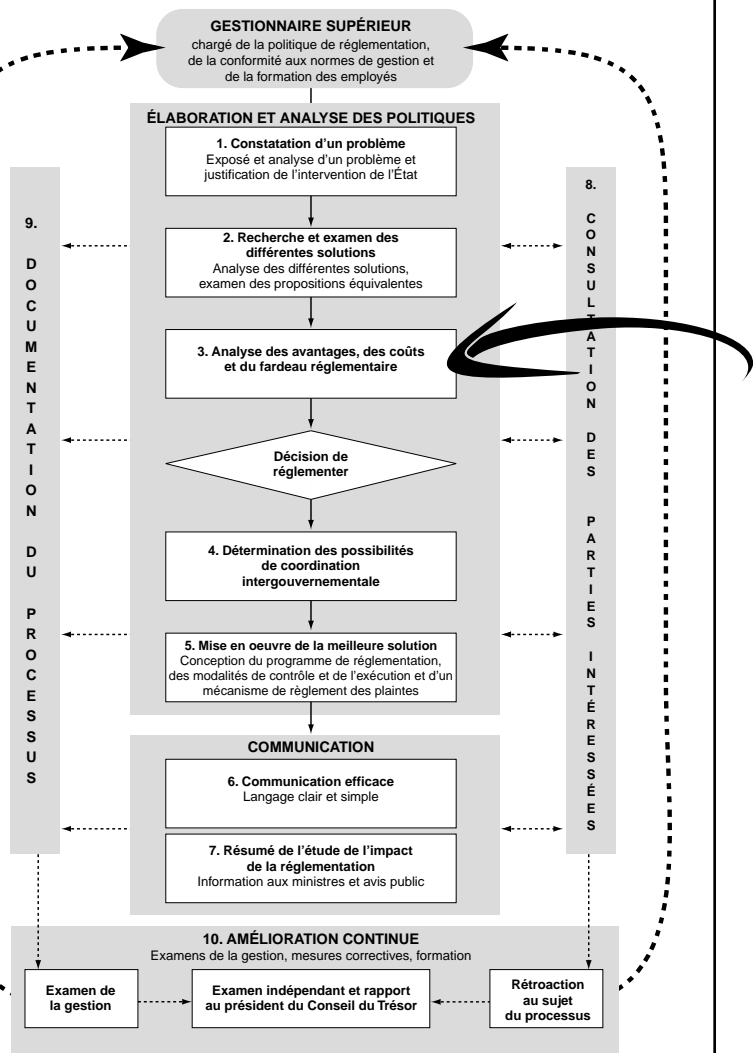 GESTIONNAIRE SUPÉRIEUR
chargé de la politique de réglementation,
de la conformité aux normes de gestion et
de la formation des employés
ÉLABORATION ET ANALYSE DES POLITIQUES
1. Constatation d'un problème
Exposé et analyse d'un problème et
justification de l'intervention de l'État
2. Recherche et examen des
différentes solutions
Analyse des différentes solutions,
examen des propositions équivalentes
3. Analyse des avantages, des coûts
et du fardeau réglementaire
Décision de
réglementer
4. Détermination des possibilités
de coordination
intergouvernementale
5. Mise en oeuvre de la meilleure solution
Conception du programme de réglementation,
des modalités de contrôle et de l'exécution et d'un
mécanisme de règlement des plaintes
COMMUNICATION
6. Communication efficace
Langage clair et simple
7. Résumé de l'étude de l'impact
de la réglementation
Information aux ministres et avis public
9. DOCUMENTATION DU PROCESSUS
8. CONSULTATION DES PARTIES INTÉRESSÉES
10. AMÉLIORATION CONTINUE
Examens de la gestion, mesures correctives, formation
Examen de
la gestion
Examen indépendant et rapport
au président du Conseil du Trésor
Rétroaction
au sujet
du processus